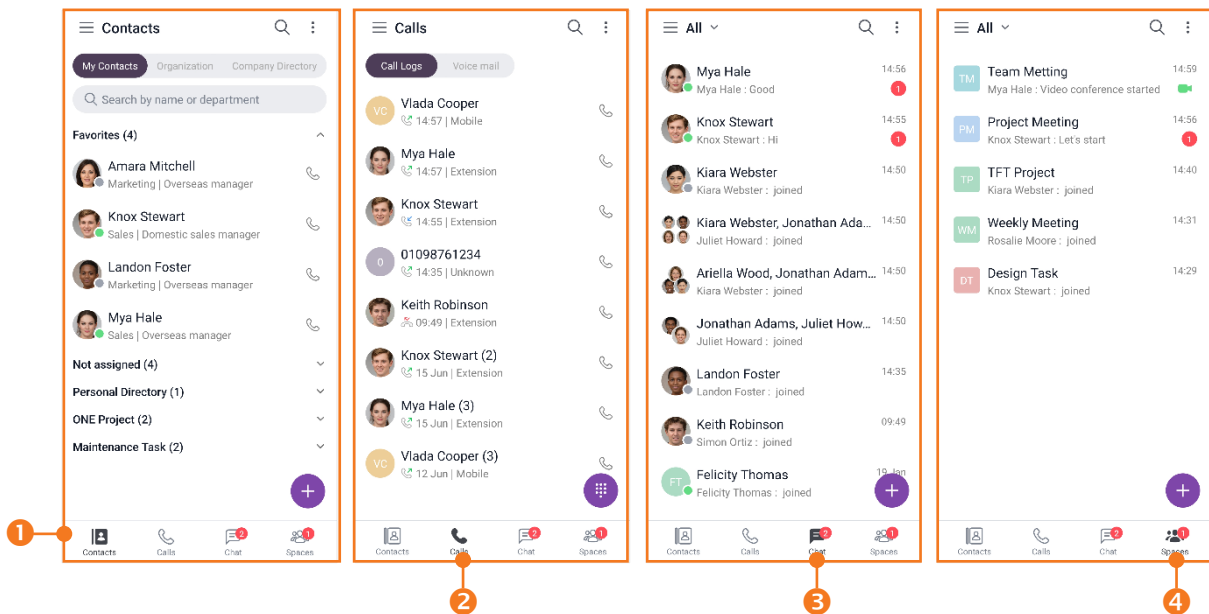 Contacts
My Contacts Organization Company Directory
Search by name or department
Favorites (4)
Amara Mitchell
Marketing | Overseas manager
Knox Stewart
Sales | Domestic sales manager
Landon Foster
Marketing | Overseas manager
Mya Hale
Sales | Overseas manager
Not assigned (4)
Personal Directory (1)
ONE Project (2)
Maintenance Task (2)
2 1
Contacts Calls Chat Spaces
1
Calls
Call Logs Voice mail
VC Vlada Cooper
14:57 | Mobile
Mya Hale
14:57 | Extension
Knox Stewart
14:55 | Extension
0 01098761234
14:35 | Unknown
Keith Robinson
09:49 | Extension
Knox Stewart (2)
15 Jun | Extension
Mya Hale (3)
15 Jun | Extension
VC Vlada Cooper (3)
12 Jun | Mobile
2 1
Contacts Calls Chat Spaces
2
All
Mya Hale 14:56
Mya Hale : Good 1
Knox Stewart 14:55
Knox Stewart : Hi 1
Kiara Webster 14:50
Kiara Webster : joined
Kiara Webster, Jonathan Ada... 14:50
Juliet Howard : joined
Ariella Wood, Jonathan Adam... 14:50
Kiara Webster : joined
Jonathan Adams, Juliet How... 14:50
Juliet Howard : joined
Landon Foster 14:35
Landon Foster : joined
Keith Robinson 09:49
Simon Ortiz : joined
FT Felicity Thomas 19 Jan
Felicity Thomas : joined
2 1
Contacts Calls Chat Spaces
3
All
TM Team Metting 14:59
Mya Hale : Video conference started
PM Project Meeting 14:56
Knox Stewart : Let's start 1
TP TFT Project 14:40
Kiara Webster : joined
WM Weekly Meeting 14:31
Rosalie Moore : joined
DT Design Task 14:29
Knox Stewart : joined
2 1
Contacts Calls Chat Spaces
4